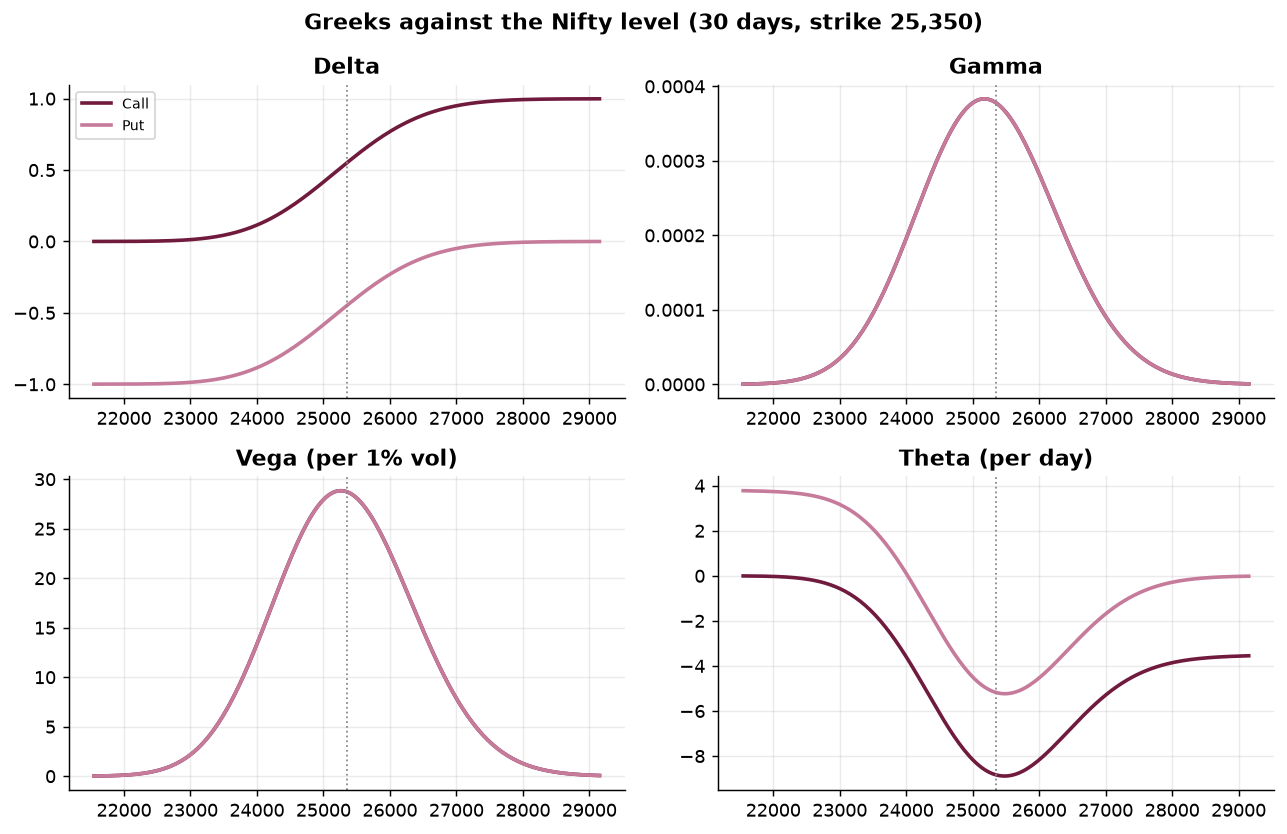 Greeks against the Nifty level (30 days, strike 25,350)
Delta
1.0
0.5
0.0
−0.5
−1.0
Call
Put
22000 23000 24000 25000 26000 27000 28000 29000
Gamma
0.0004
0.0003
0.0002
0.0001
0.0000
22000 23000 24000 25000 26000 27000 28000 29000
Vega (per 1% vol)
30
25
20
15
10
5
0
22000 23000 24000 25000 26000 27000 28000 29000
Theta (per day)
4
2
0
−2
−4
−6
−8
22000 23000 24000 25000 26000 27000 28000 29000